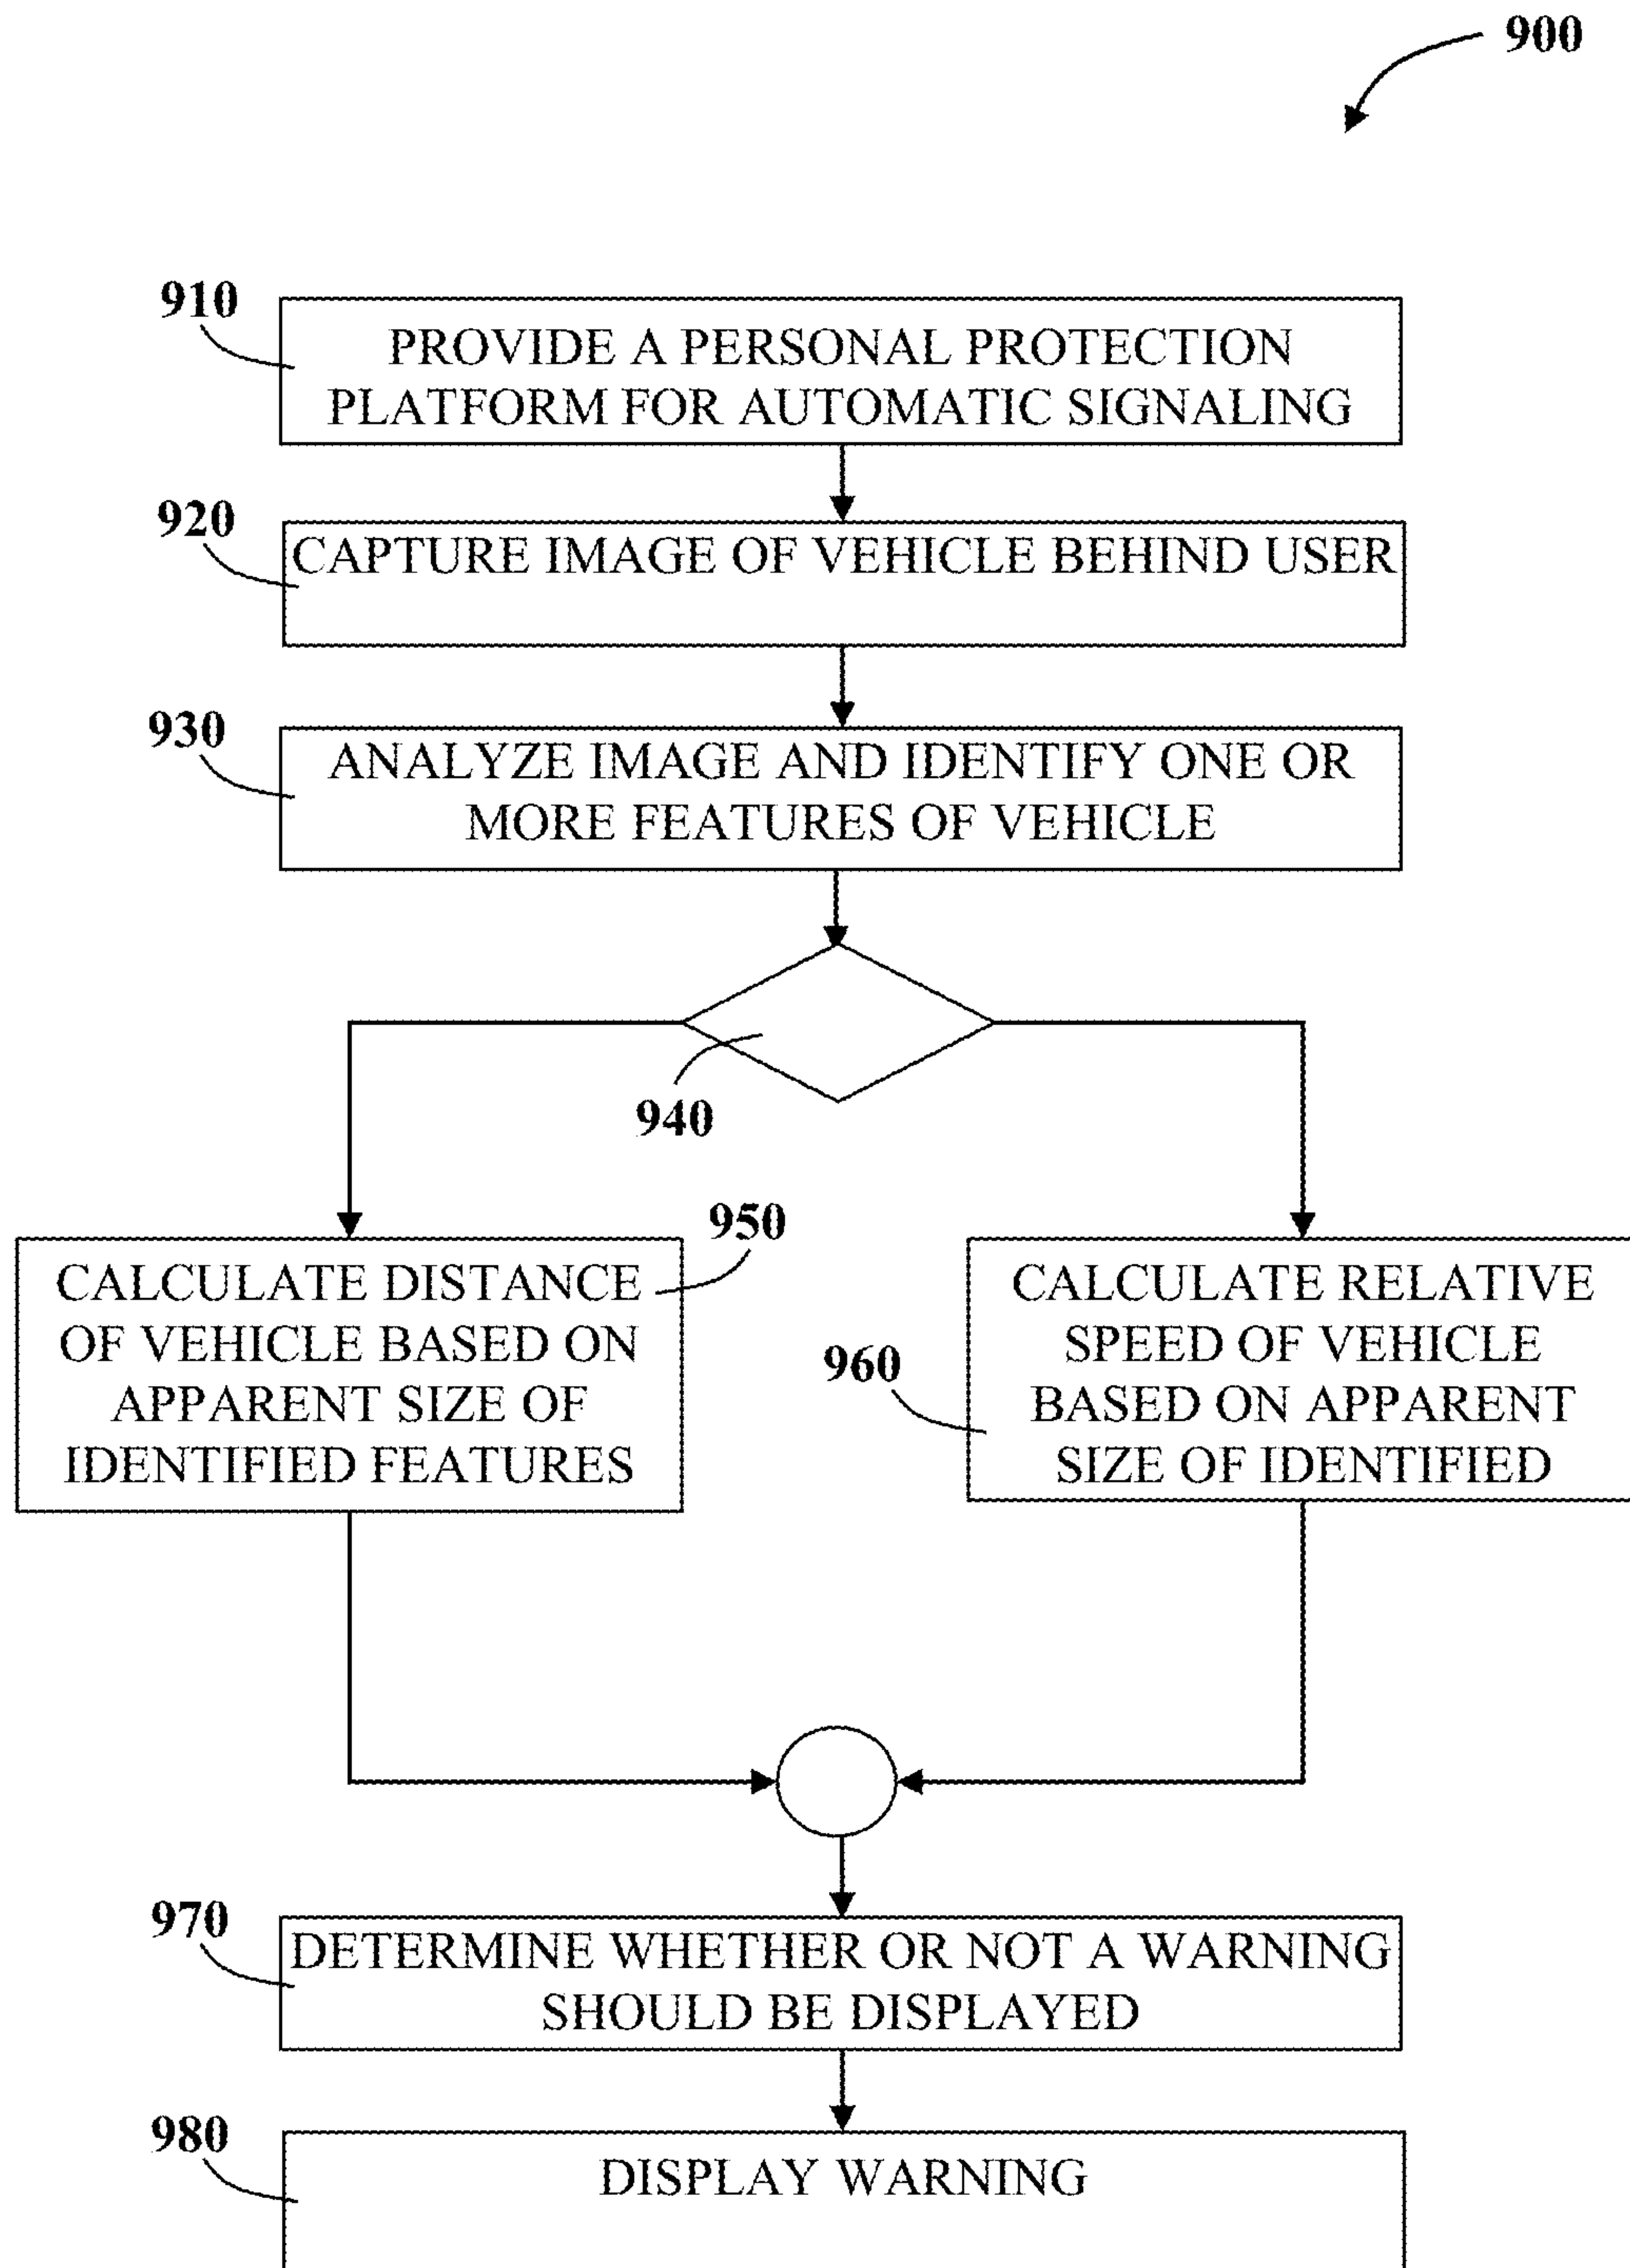 900
910
PROVIDE A PERSONAL PROTECTION
PLATFORM FOR AUTOMATIC SIGNALING
920
CAPTURE IMAGE OF VEHICLE BEHIND USER
930
ANALYZE IMAGE AND IDENTIFY ONE OR
MORE FEATURES OF VEHICLE
940
950
CALCULATE DISTANCE
OF VEHICLE BASED ON
APPARENT SIZE OF
IDENTIFIED FEATURES
960
CALCULATE RELATIVE
SPEED OF VEHICLE
BASED ON APPARENT
SIZE OF IDENTIFIED
970
DETERMINE WHETHER OR NOT A WARNING
SHOULD BE DISPLAYED
980
DISPLAY WARNING